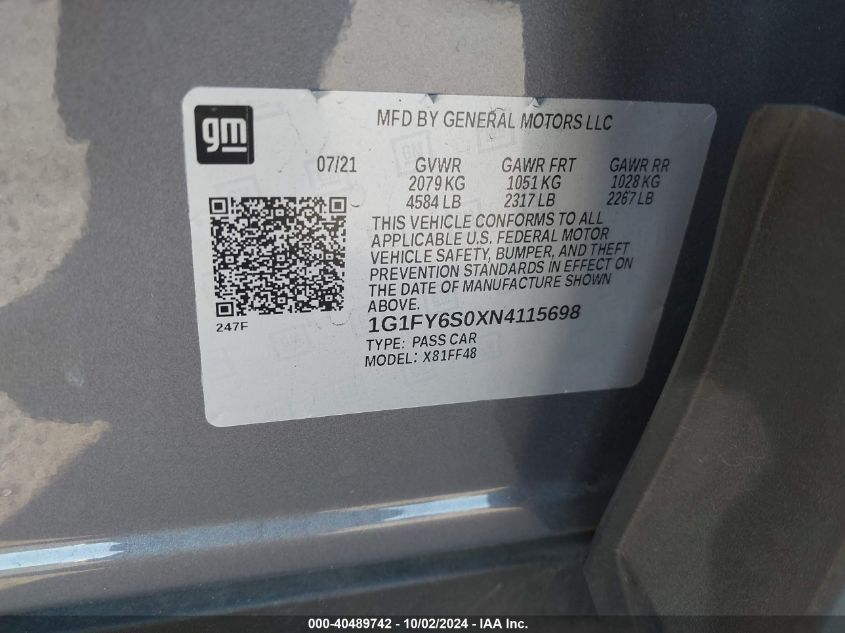 gm
MFD BY GENERAL MOTORS LLC
07/21 GVWR GAWR FRT GAWR RR
2079 KG 1051 KG 1028 KG
4584 LB 2317 LB 2267 LB
THIS VEHICLE CONFORMS TO ALL
APPLICABLE U.S. FEDERAL MOTOR
VEHICLE SAFETY, BUMPER, AND THEFT
PREVENTION STANDARDS IN EFFECT ON
THE DATE OF MANUFACTURE SHOWN
ABOVE.
247F
1G1FY6S0XN4115698
TYPE: PASS CAR
MODEL: X81FF48
000-40489742 - 10/02/2024 - IAA Inc.